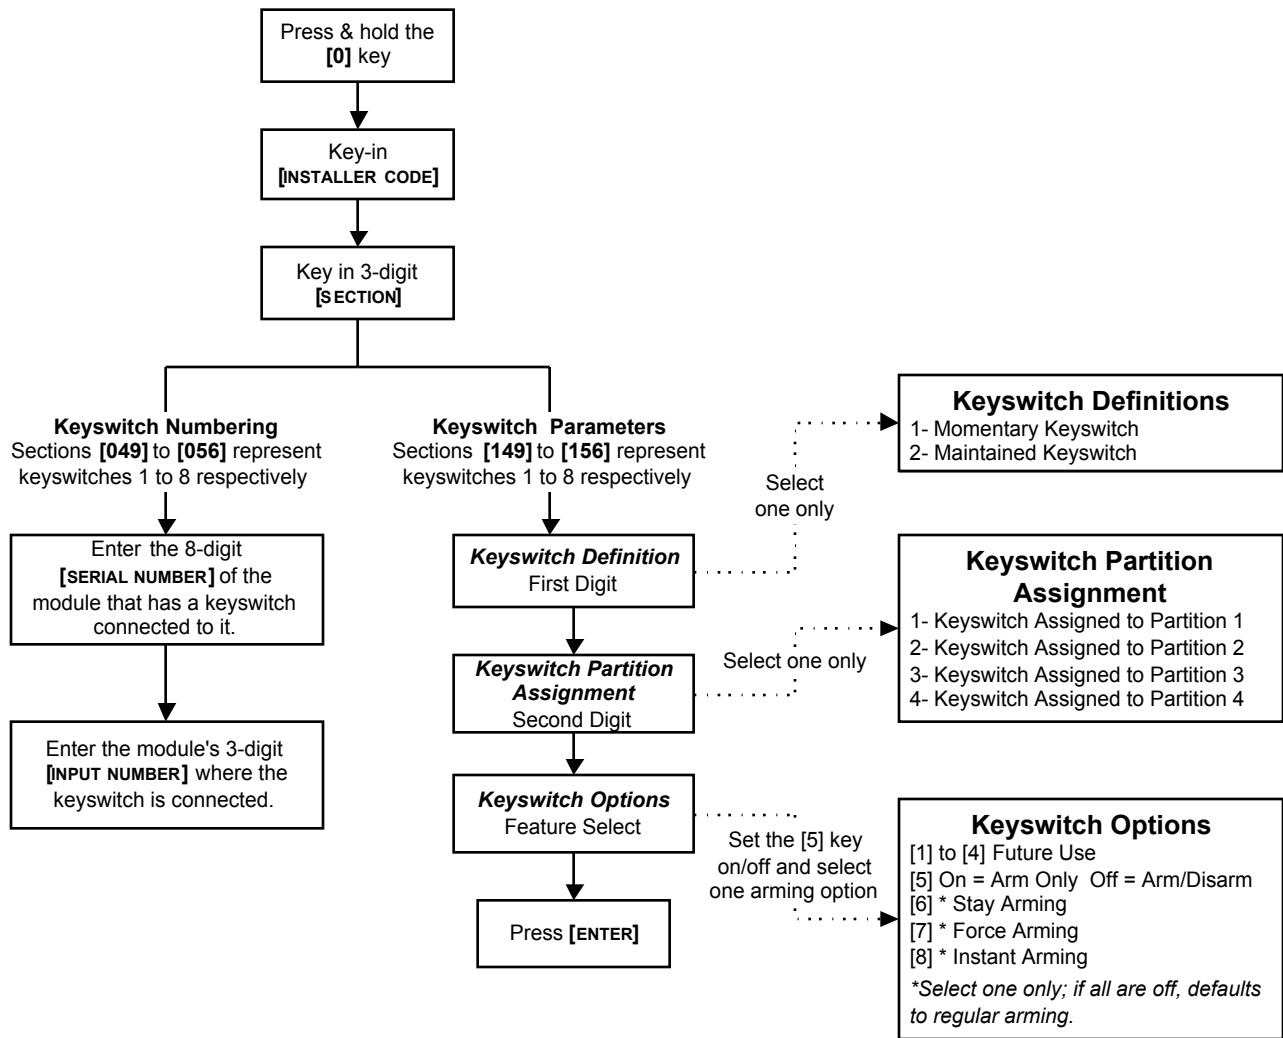 Press & hold the
[0] key
Key-in
[INSTALLER CODE]
Key in 3-digit
[SECTION]
Keyswitch Numbering
Sections [049] to [056] represent
keyswitches 1 to 8 respectively
Enter the 8-digit
[SERIAL NUMBER] of the
module that has a keyswitch
connected to it.
Enter the module's 3-digit
[INPUT NUMBER] where the
keyswitch is connected.
Keyswitch Parameters
Sections [149] to [156] represent
keyswitches 1 to 8 respectively
Keyswitch Definition
First Digit
Keyswitch Partition
Assignment
Second Digit
Keyswitch Options
Feature Select
Press [ENTER]
Select
one only
Select one only
Set the [5] key
on/off and select
one arming option
Keyswitch Definitions
1- Momentary Keyswitch
2- Maintained Keyswitch
Keyswitch Partition
Assignment
1- Keyswitch Assigned to Partition 1
2- Keyswitch Assigned to Partition 2
3- Keyswitch Assigned to Partition 3
4- Keyswitch Assigned to Partition 4
Keyswitch Options
[1] to [4] Future Use
[5] On = Arm Only Off = Arm/Disarm
[6] * Stay Arming
[7] * Force Arming
[8] * Instant Arming
*Select one only; if all are off, defaults
to regular arming.